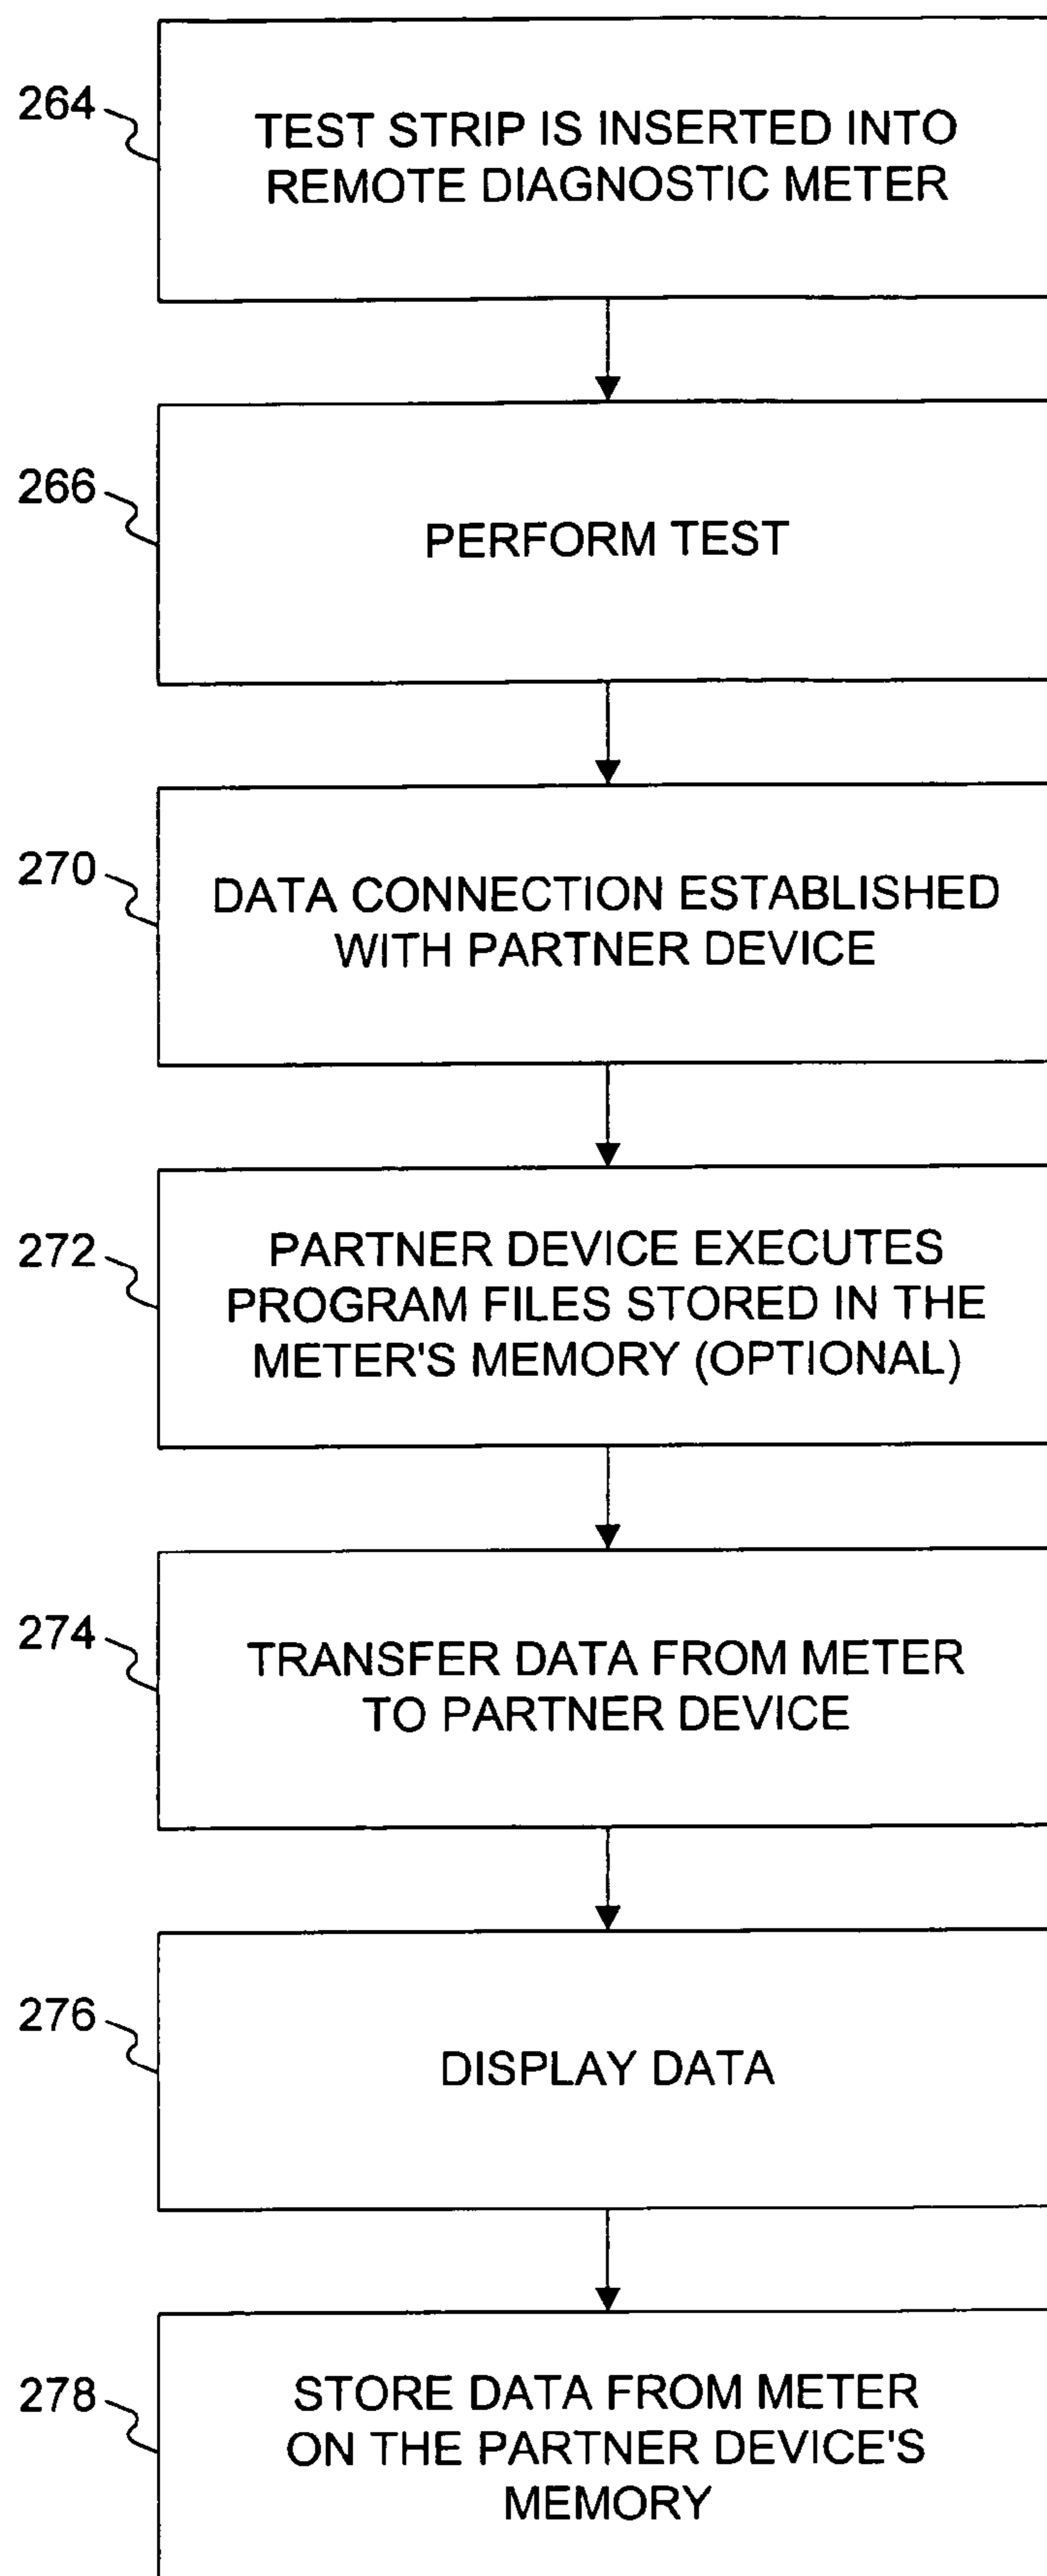 264
TEST STRIP IS INSERTED INTO
REMOTE DIAGNOSTIC METER
266
PERFORM TEST
270
DATA CONNECTION ESTABLISHED
WITH PARTNER DEVICE
272
PARTNER DEVICE EXECUTES
PROGRAM FILES STORED IN THE
METER'S MEMORY (OPTIONAL)
274
TRANSFER DATA FROM METER
TO PARTNER DEVICE
276
DISPLAY DATA
278
STORE DATA FROM METER
ON THE PARTNER DEVICE'S
MEMORY